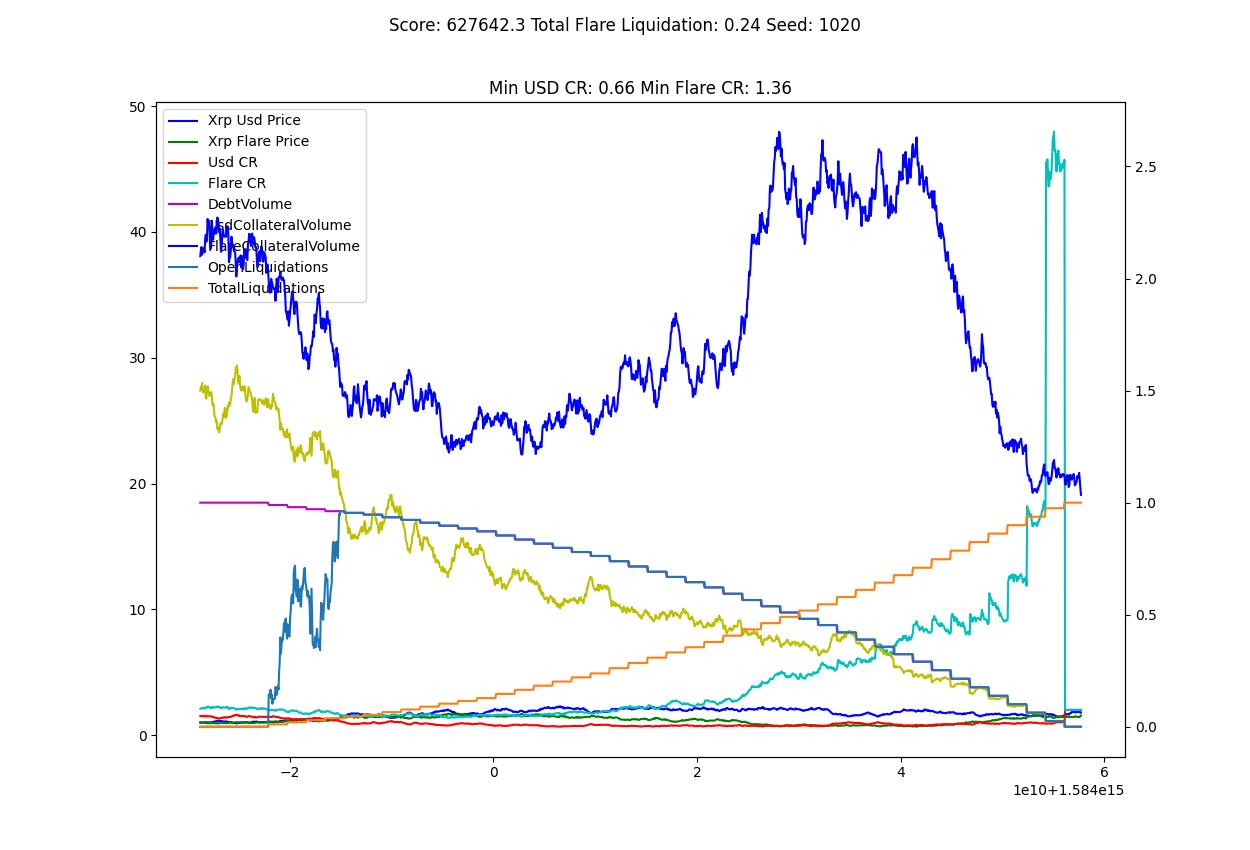 Score: 627642.3 Total Flare Liquidation: 0.24 Seed: 1020
Min USD CR: 0.66 Min Flare CR: 1.36
Xrp Usd Price
Xrp Flare Price
Usd CR
Flare CR
DebtVolume
UsdCollateralVolume
FlareCollateralVolume
OpenLiquidations
TotalLiquidations
50
40
30
20
10
0
2.5
2.0
1.5
1.0
0.5
0.0
−2
0
2
4
6
1e10+1.584e15